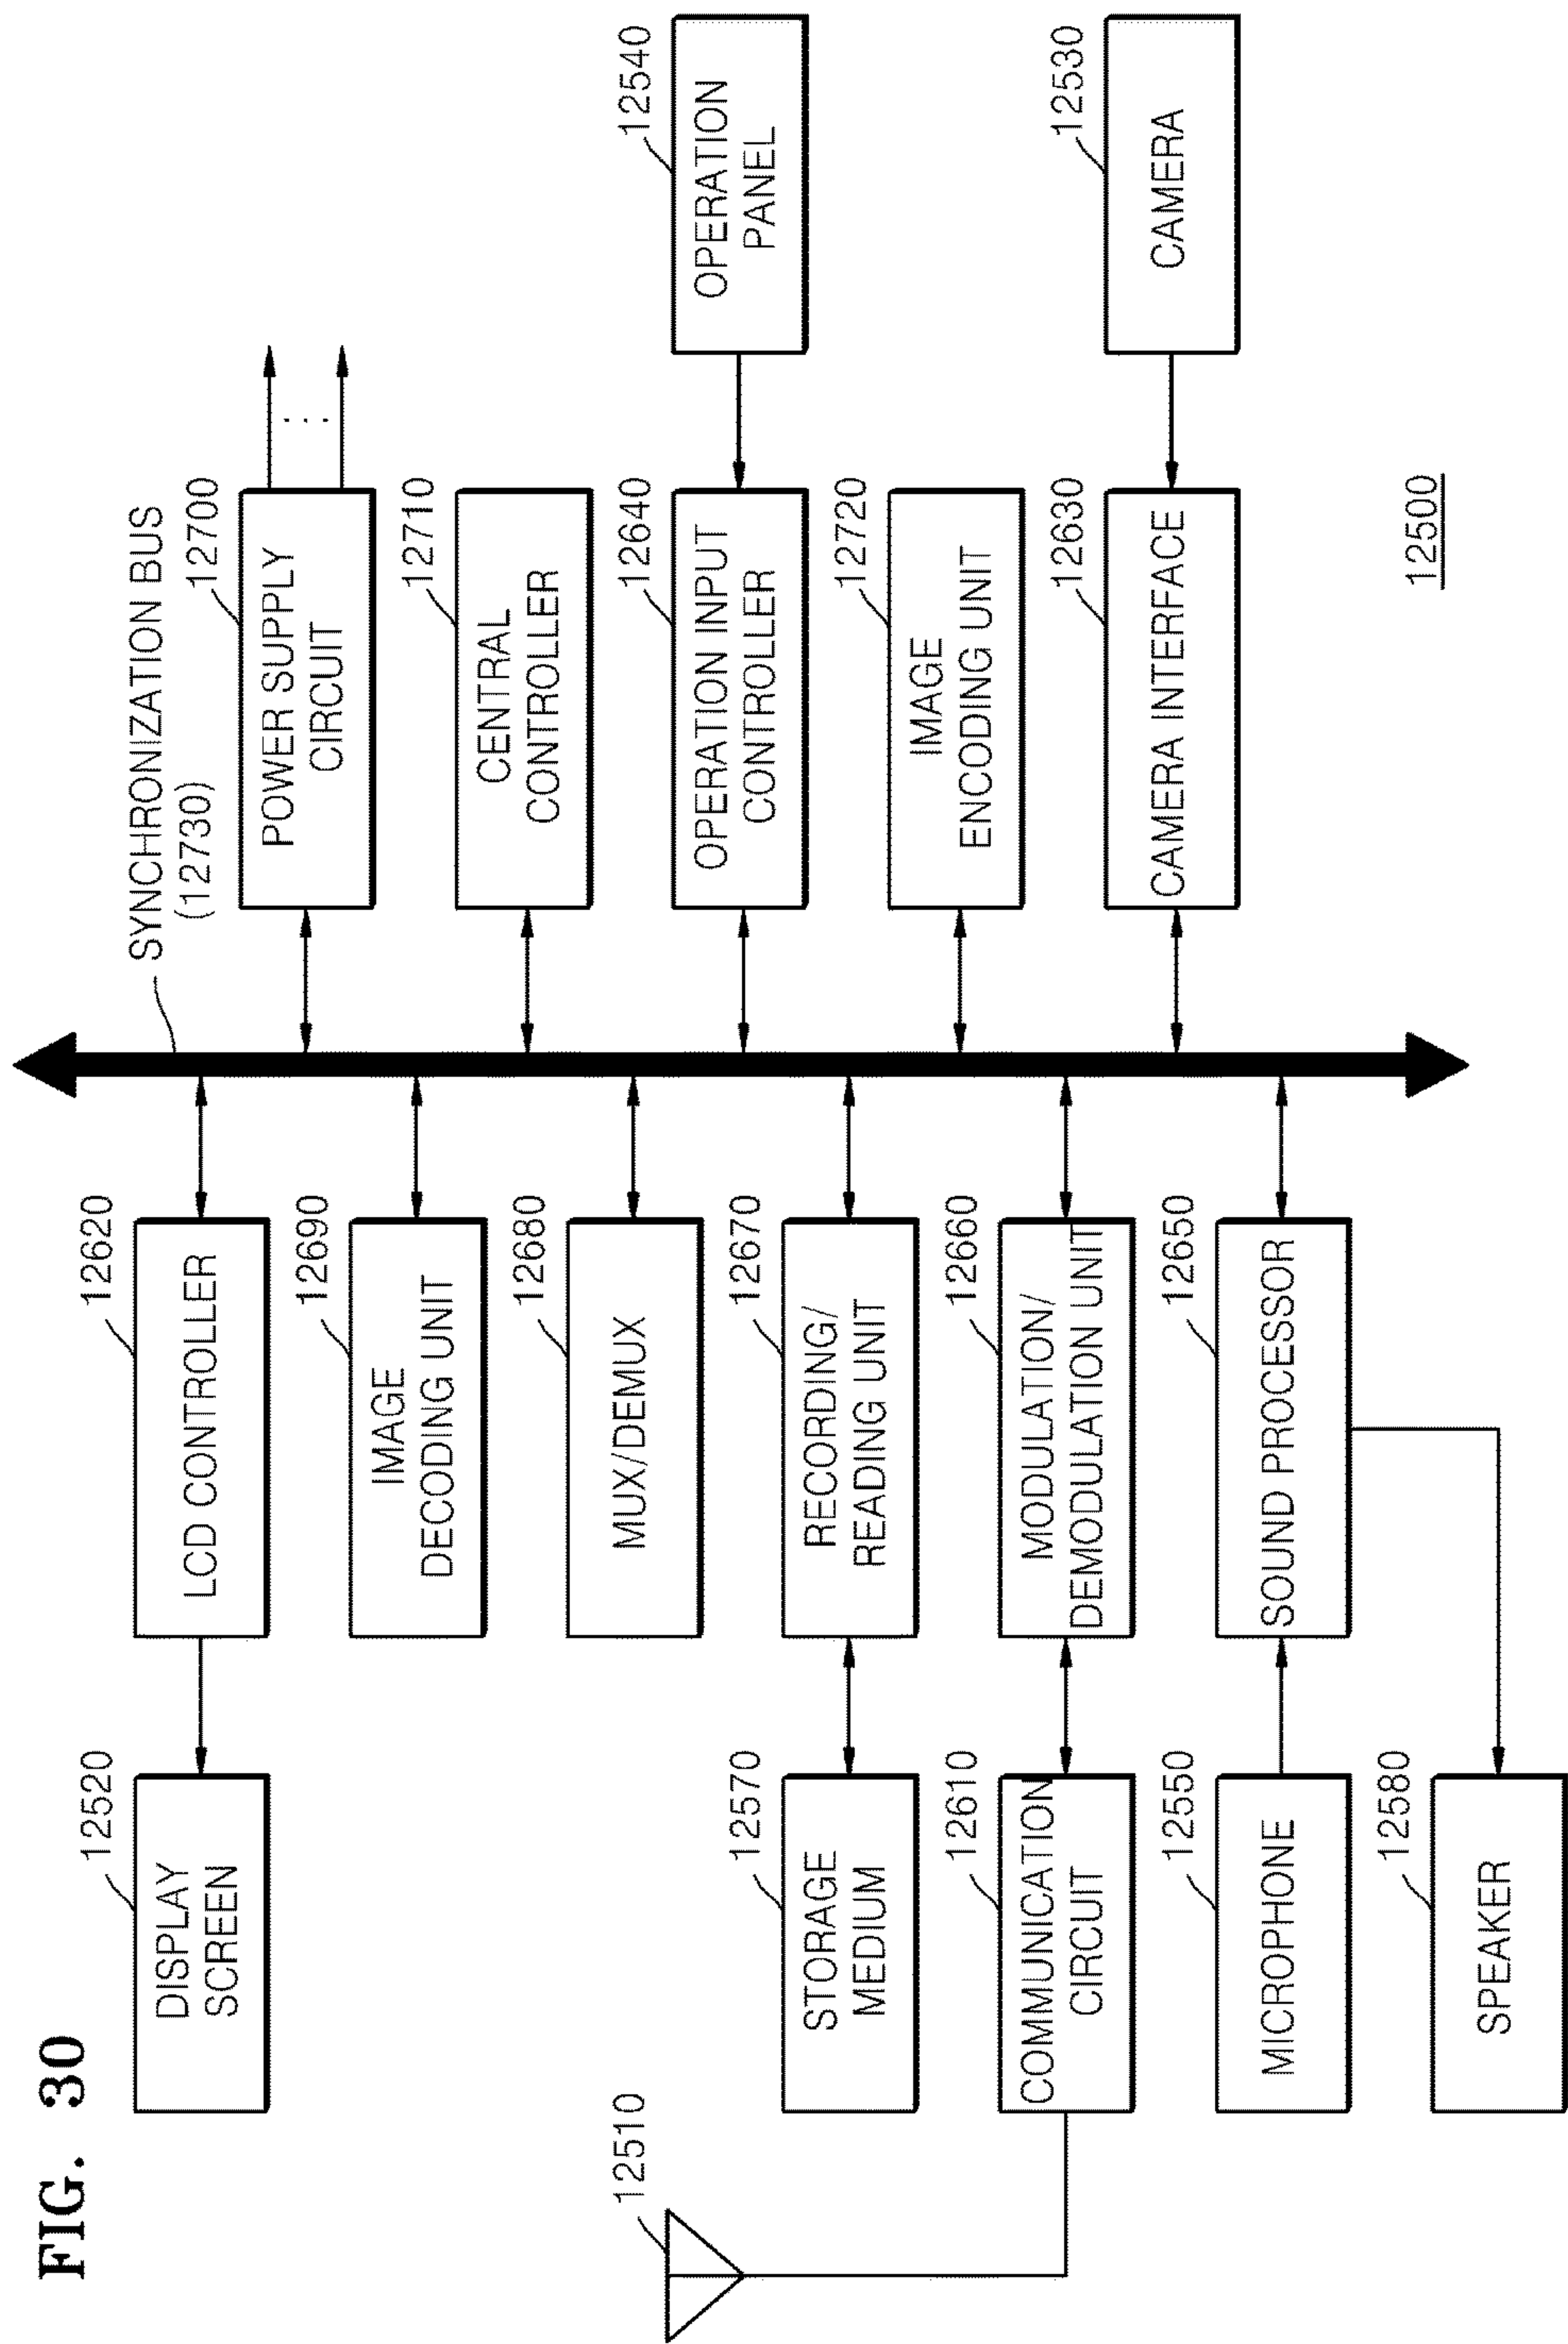 FIG. 30
12510
12520
DISPLAY
SCREEN
12620
LCD CONTROLLER
SYNCHRONIZATION BUS
(12730)
12700
POWER SUPPLY
CIRCUIT
. . .
12690
IMAGE
DECODING UNIT
12710
CENTRAL
CONTROLLER
12680
MUX/DEMUX
12640
OPERATION INPUT
CONTROLLER
12540
OPERATION
PANEL
12570
STORAGE
MEDIUM
12670
RECORDING/
READING UNIT
12720
IMAGE
ENCODING UNIT
12610
COMMUNICATION
CIRCUIT
12660
MODULATION/
DEMODULATION UNIT
12630
CAMERA INTERFACE
12530
CAMERA
12550
MICROPHONE
12650
SOUND PROCESSOR
12580
SPEAKER
12500